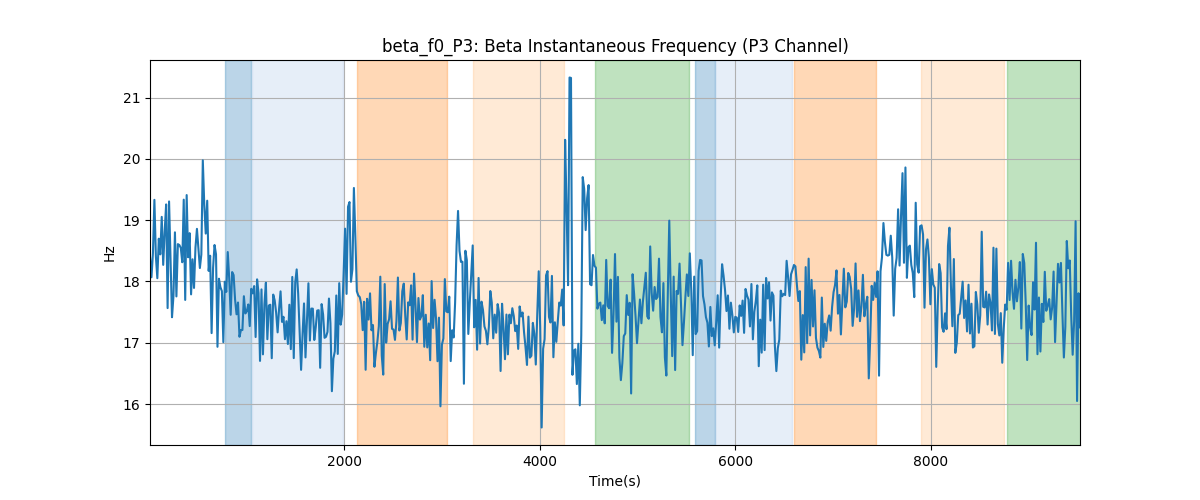 beta_f0_P3: Beta Instantaneous Frequency (P3 Channel)
21
20
19
18
17
16
Hz
2000 4000 6000 8000
Time(s)